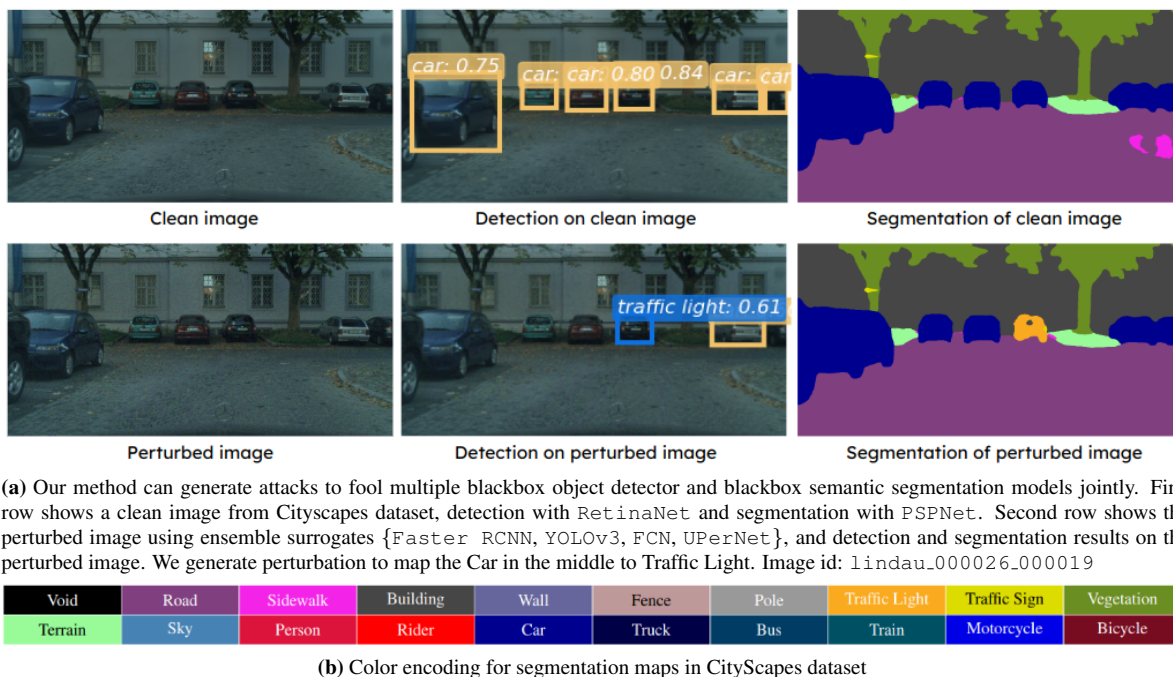 car: 0.75 car: car: 0.80 0.84 car: car
Clean image Detection on clean image Segmentation of clean image
traffic light: 0.61
Perturbed image Detection on perturbed image Segmentation of perturbed image
(a) Our method can generate attacks to fool multiple blackbox object detector and blackbox semantic segmentation models jointly. Fir
row shows a clean image from Cityscapes dataset, detection with RetinaNet and segmentation with PSPNet. Second row shows th
perturbed image using ensemble surrogates {Faster RCNN, YOLOv3, FCN, UPerNet}, and detection and segmentation results on th
perturbed image. We generate perturbation to map the Car in the middle to Traffic Light. Image id: lindau_000026_000019
Void Road Sidewalk Building Wall Fence Pole Traffic Light Traffic Sign Vegetation
Terrain Sky Person Rider Car Truck Bus Train Motorcycle Bicycle
(b) Color encoding for segmentation maps in CityScapes dataset